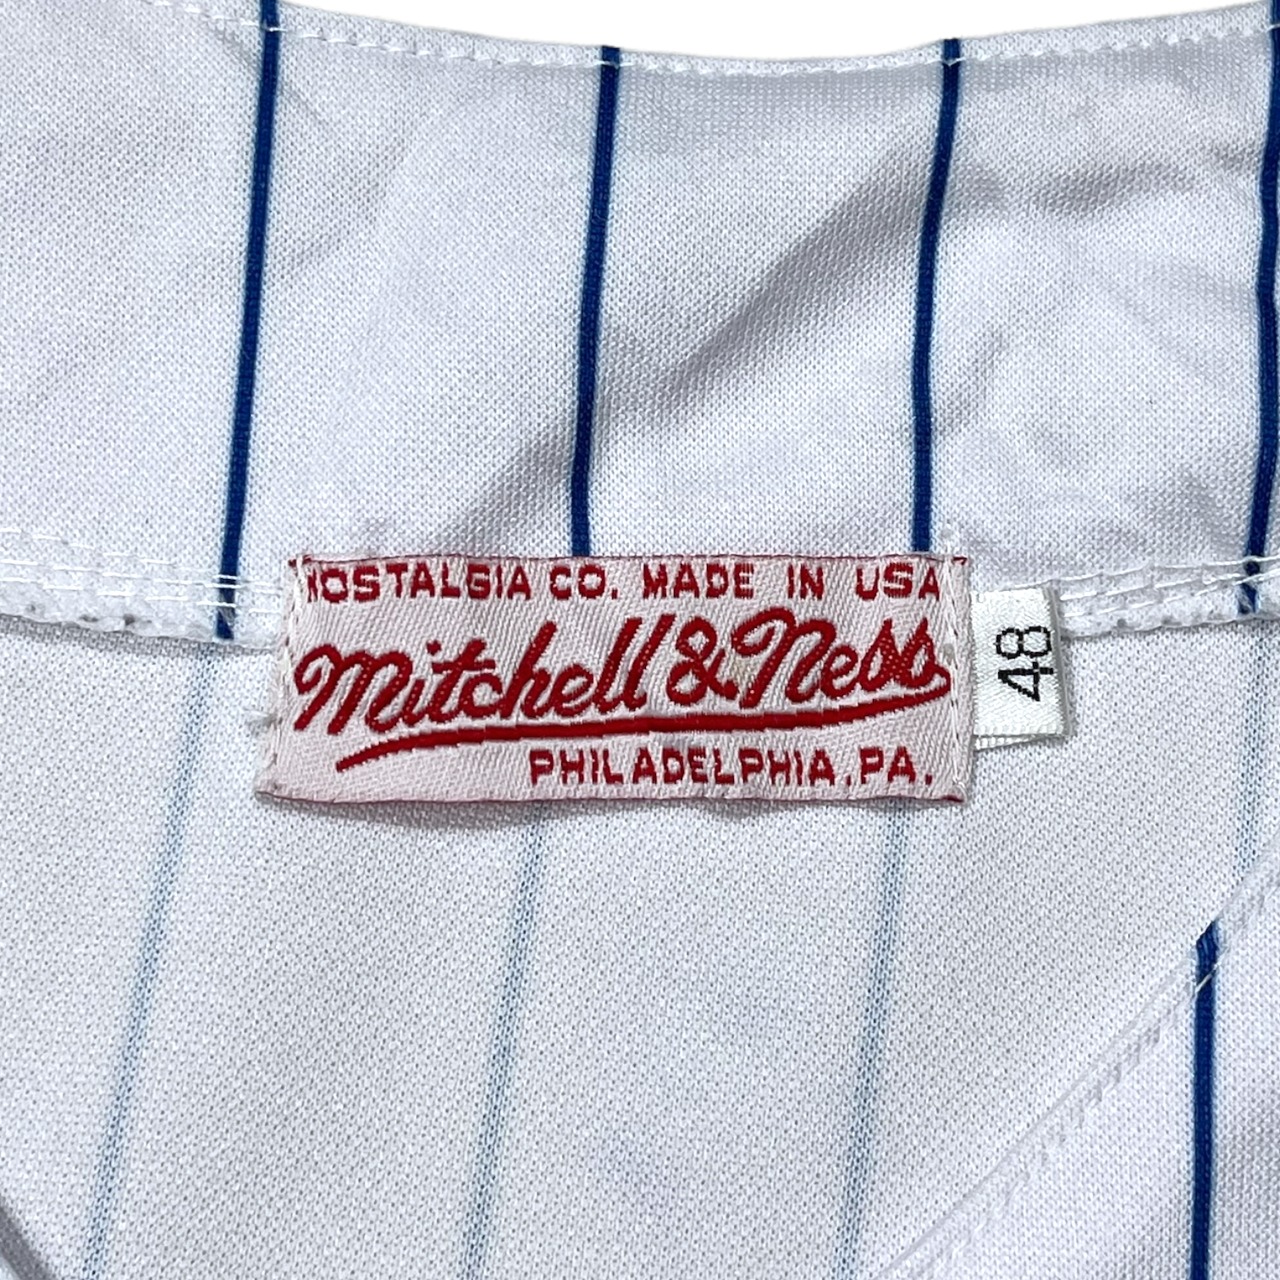 NOSTALGIA CO. MADE IN USA
Mitchell & Ness
PHILADELPHIA, PA.
48